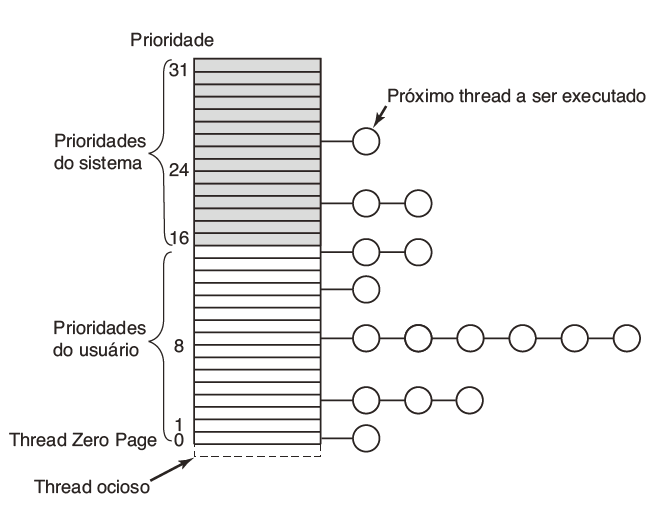 Prioridade
31
Próximo thread a ser executado
Prioridades
do sistema
24
16
Prioridades
do usuário
8
1
Thread Zero Page 0
Thread ocioso